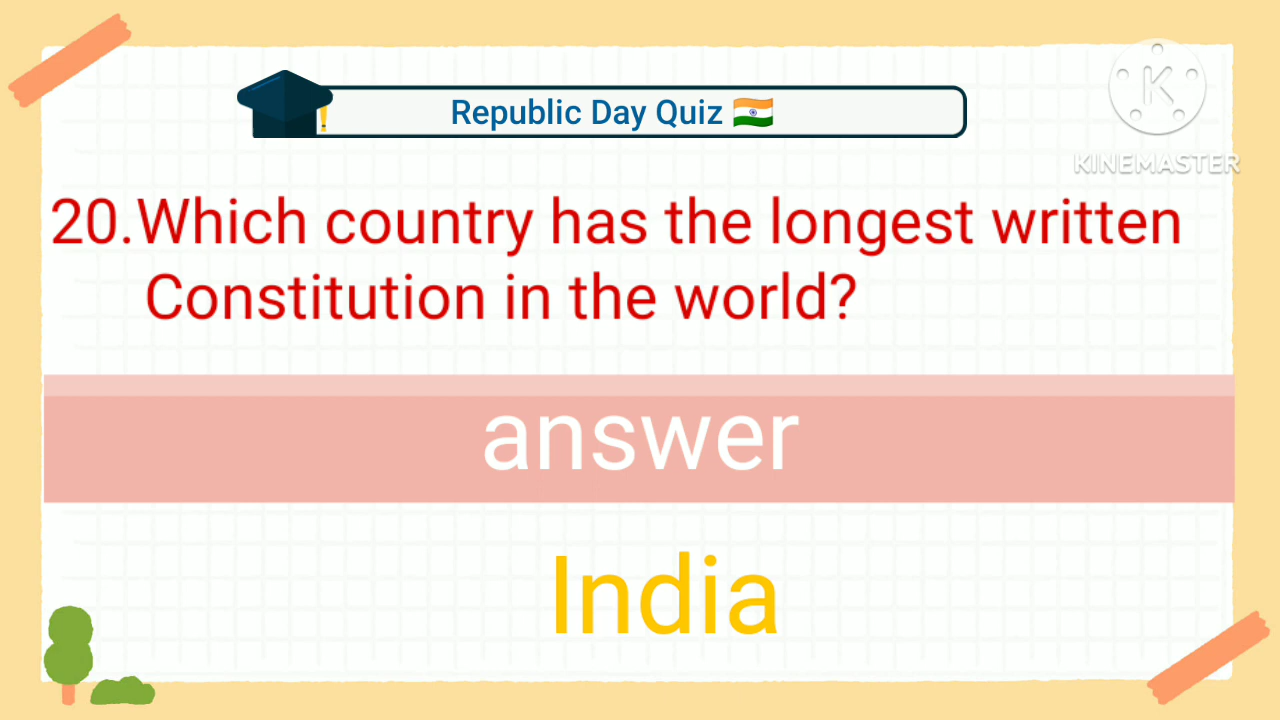 Republic Day Quiz 🇮🇳
K
KINEMASTER
20.Which country has the longest written
Constitution in the world?
answer
India